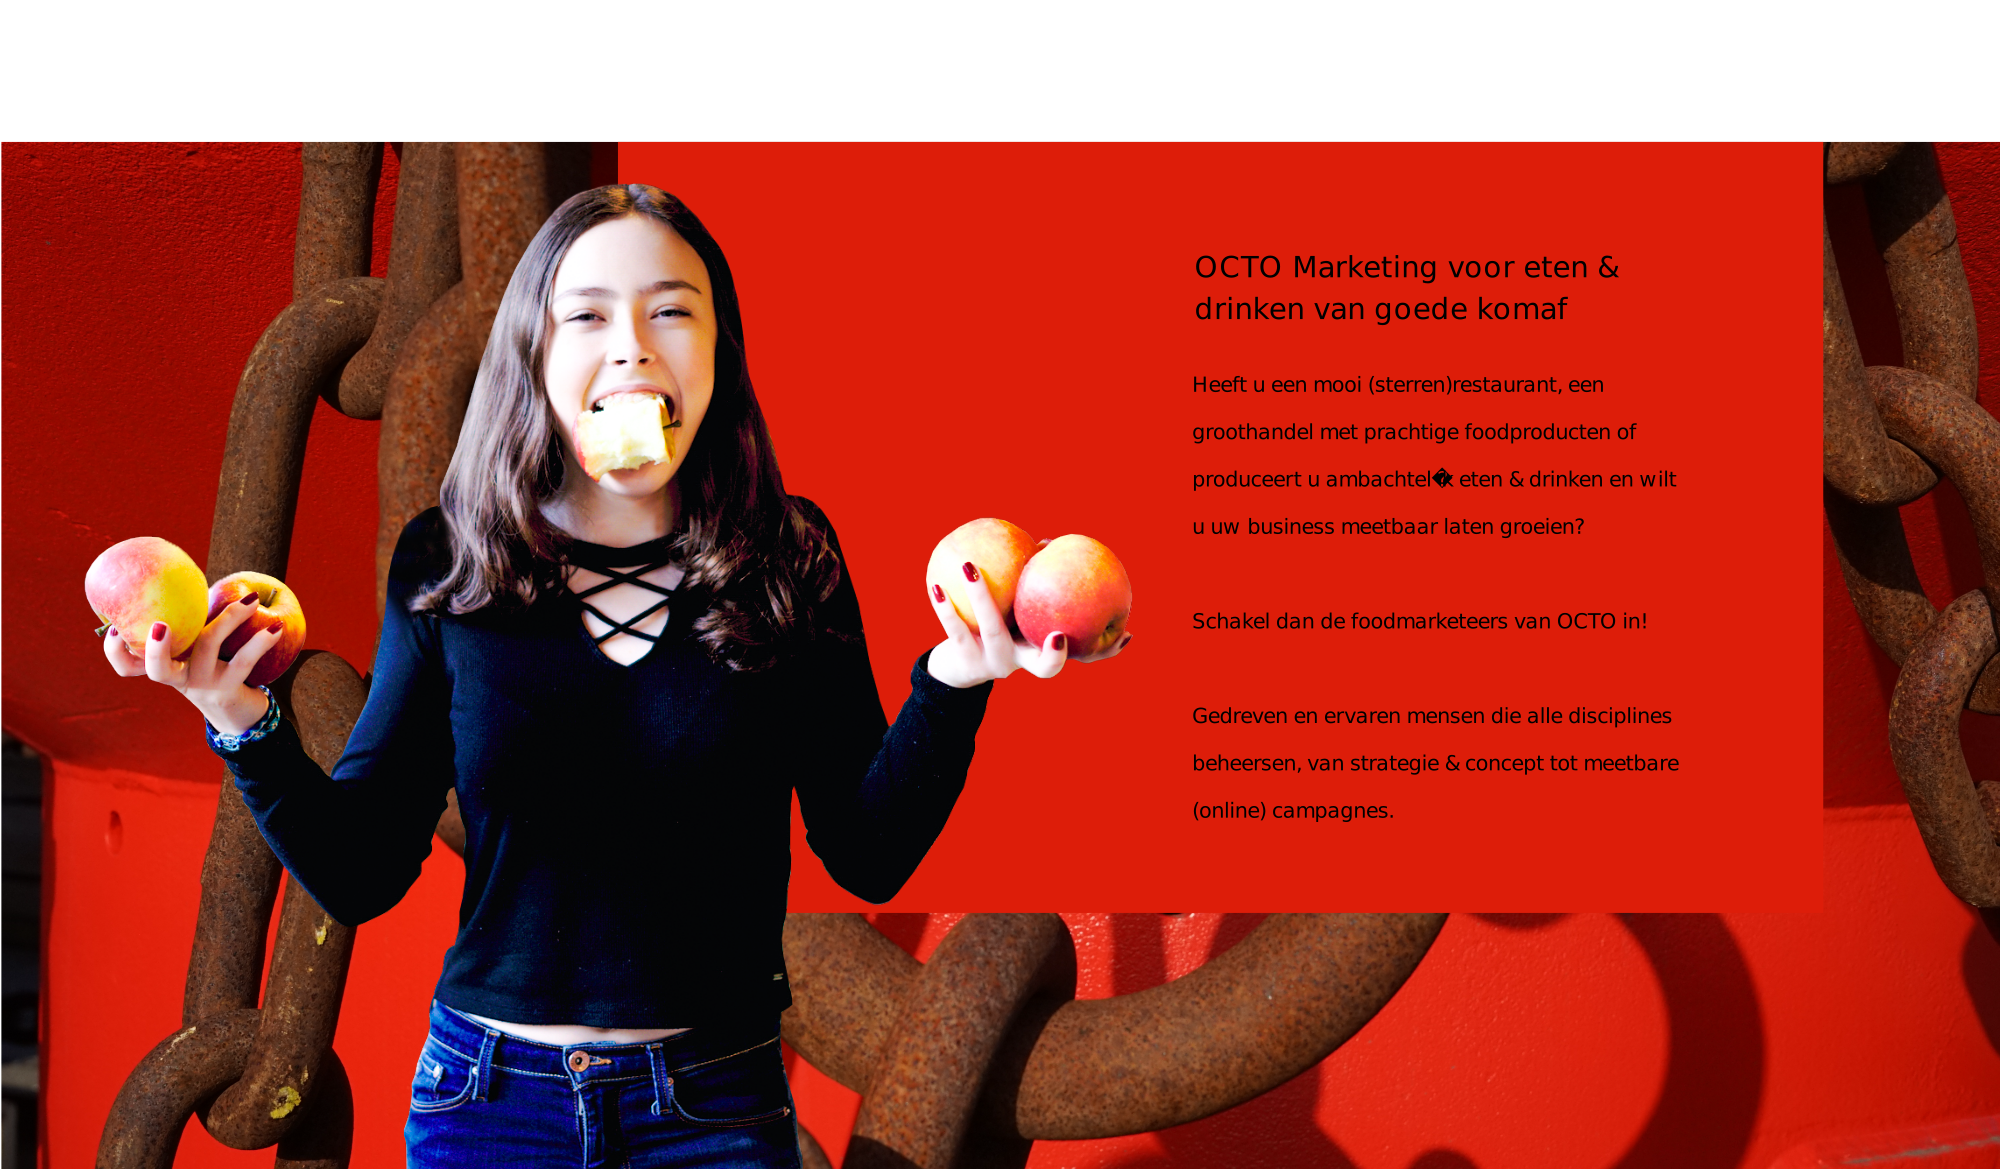 OCTO Marketing voor eten &
drinken van goede komaf
Heeft u een mooi (sterren)restaurant, een
groothandel met prachtige foodproducten of
produceert u ambachtel�k eten & drinken en wilt
u uw business meetbaar laten groeien?
Schakel dan de foodmarketeers van OCTO in!
Gedreven en ervaren mensen die alle disciplines
beheersen, van strategie & concept tot meetbare
(online) campagnes.